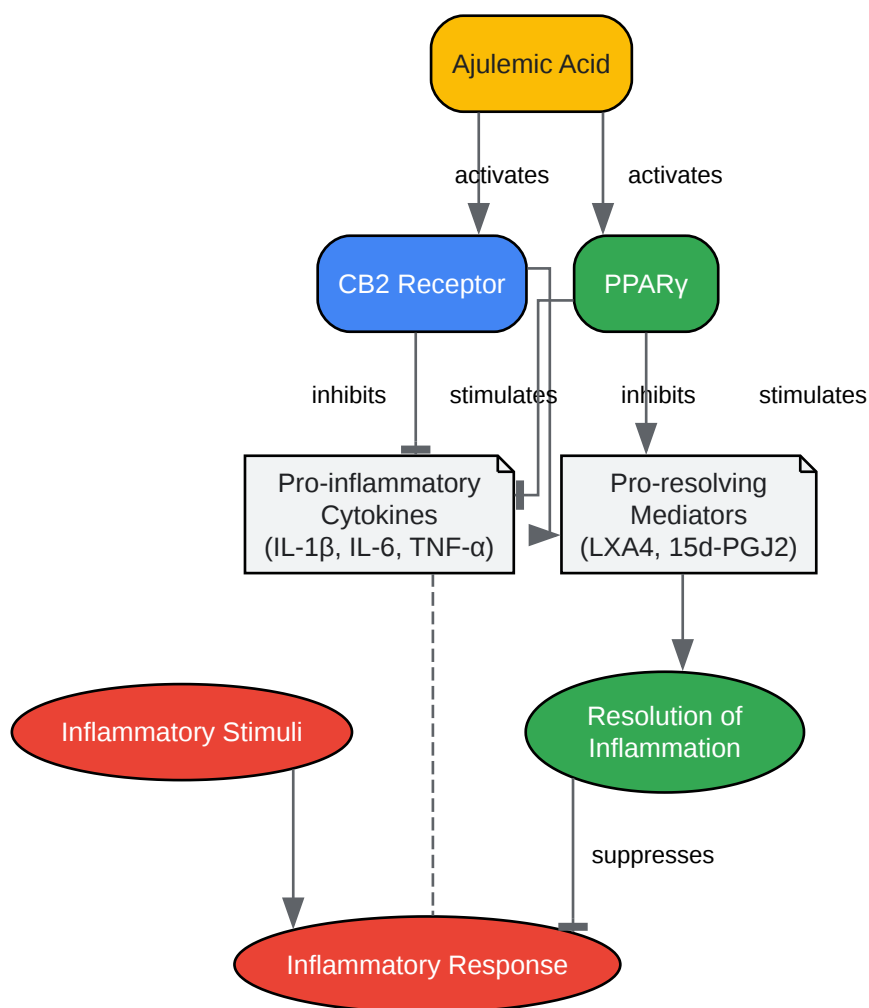 Ajulemic Acid
activates
activates
CB2 Receptor
PPARγ
inhibits
stimulates
inhibits
stimulates
Pro-inflammatory
Cytokines
(IL-1β, IL-6, TNF-α)
Pro-resolving
Mediators
(LXA4, 15d-PGJ2)
Inflammatory Stimuli
Resolution of
Inflammation
suppresses
Inflammatory Response